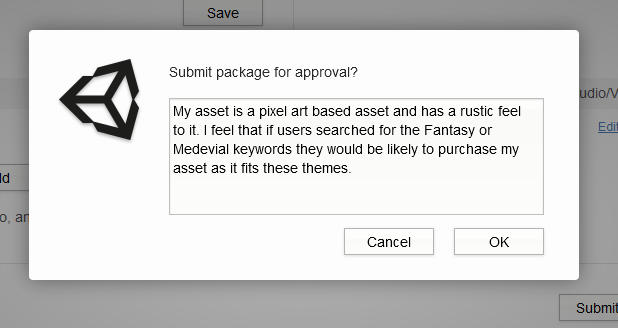 Save
Submit package for approval?
My asset is a pixel art based asset and has a rustic feel
to it. I feel that if users searched for the Fantasy or
Medevial keywords they would be likely to purchase my
asset as it fits these themes.
udio/V
Edit
ld
o, an
Cancel
OK
Submit